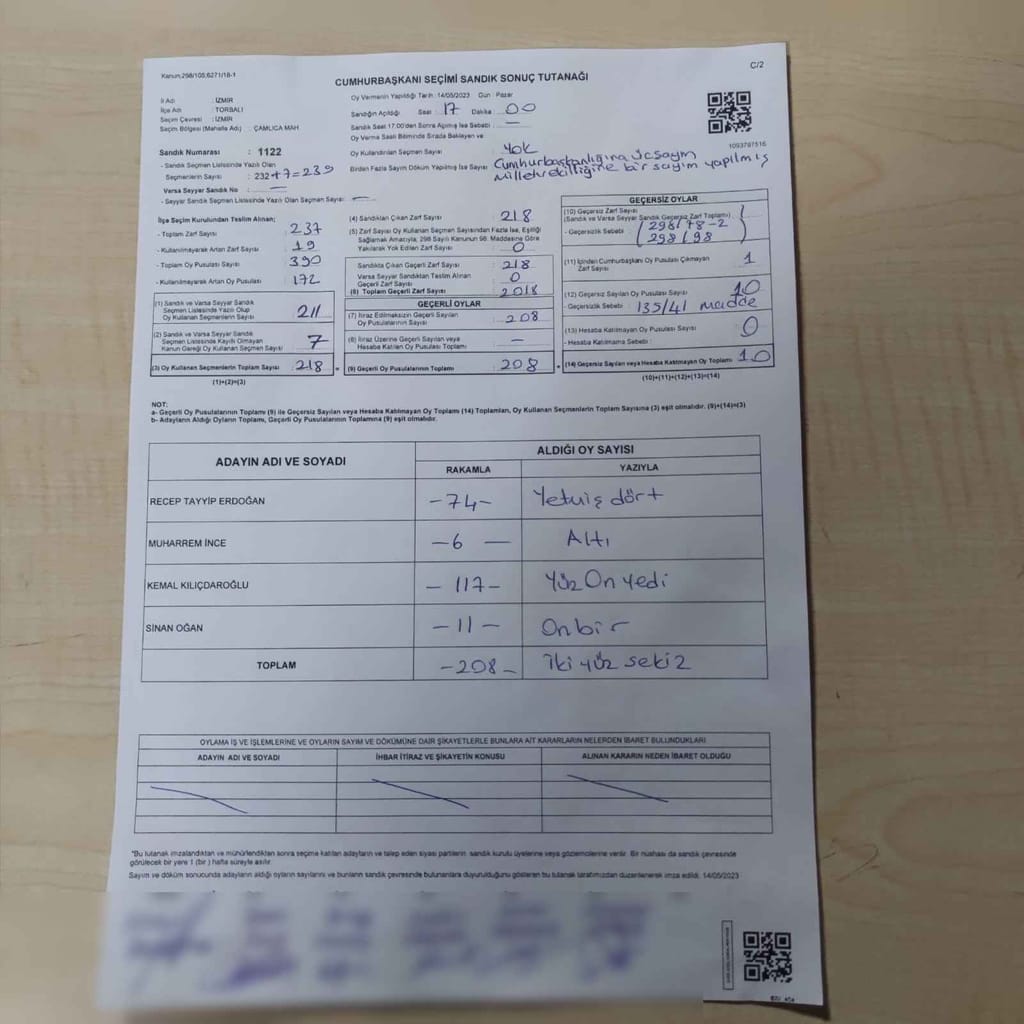 Kanun:298/105;6271/18-1
C/2
CUMHURBAŞKANI SEÇİMİ SANDIK SONUÇ TUTANAĞI
İl Adı : İZMİR
İlçe Adı : TORBALI
Seçim Çevresi : İZMİR
Seçim Bölgesi (Mahalle Adı) : ÇAMLICA MAH
Oy Vermenin Yapıldığı Tarih : 14/05/2023 Gün : Pazar
Sandığın Açıldığı Saat : 17 Dakika : 00
Sandık Saat 17.00'den Sonra Açılmış İse Sebebi : —
Oy Verme Saati Bitiminde Sırada Bekleyen ve
Oy Kullandırılan Seçmen Sayısı : Yok
Birden Fazla Sayım Döküm Yapılmış İse Sayısı : Cumhurbaşkanlığına üç sayım
Milletvekilliğine bir sayım yapılmış
1093797516
Sandık Numarası : 1122
- Sandık Seçmen Listesinde Yazılı Olan
Seçmenlerin Sayısı : 232+7=239
Varsa Seyyar Sandık No : —
- Sayyar Sandık Seçmen Listesinde Yazılı Olan Seçmen Sayısı : —
İlçe Seçim Kurulundan Teslim Alınan;
- Toplam Zarf Sayısı : 237
- Kullanılmayarak Artan Zarf Sayısı : 19
- Toplam Oy Pusulası Sayısı : 390
- Kullanılmayarak Artan Oy Pusulası : 172
(1) Sandık ve Varsa Seyyar Sandık
Seçmen Listesinde Yazılı Olup
Oy Kullanan Seçmenlerin Sayısı : 211
(2) Sandık ve Varsa Seyyar Sandık
Seçmen Listesinde Kayıtlı Olmayan
Kanun Gereği Oy Kullanan Seçmen Sayısı : 7
(3) Oy Kullanan Seçmenlerin Toplam Sayısı : 218
(1)+(2)=(3)
(4) Sandıktan Çıkan Zarf Sayısı : 218
(5) Zarf Sayısı Oy Kullanan Seçmen Sayısından Fazla İse, Eşitliği
Sağlamak Amacıyla, 298 Sayılı Kanunun 98. Maddesine Göre
Yakılarak Yok Edilen Zarf Sayısı : 0
Sandıkta Çıkan Geçerli Zarf Sayısı : 218
Varsa Seyyar Sandıktan Teslim Alınan
Geçerli Zarf Sayısı : 0
(6) Toplam Geçerli Zarf Sayısı : 2018
GEÇERLİ OYLAR
(7) İtiraz Edilmeksizin Geçerli Sayılan
Oy Pusulalarının Sayısı : 208
(8) İtiraz Üzerine Geçerli Sayılan veya
Hesaba Katılan Oy Pusulası Toplamı : —
(9) Geçerli Oy Pusulalarının Toplamı : 208
GEÇERSİZ OYLAR
(10) Geçersiz Zarf Sayısı
(Sandık ve Varsa Seyyar Sandık Geçersiz Zarf Toplamı) :
- Geçersizlik Sebebi : (298/78-2
298/98)
(11) İçinden Cumhurbaşkanı Oy Pusulası Çıkmayan
Zarf Sayısı : 1
(12) Geçersiz Sayılan Oy Pusulası Sayısı : 10
- Geçersizlik Sebebi : 135/41 madde
(13) Hesaba Katılmayan Oy Pusulası Sayısı : 0
- Hesaba Katılmama Sebebi :
(14) Geçersiz Sayılan veya Hesaba Katılmayan Oy Toplamı : 10
(10)+(11)+(12)+(13)=(14)
NOT:
a- Geçerli Oy Pusulalarının Toplamı (9) ile Geçersiz Sayılan veya Hesaba Katılmayan Oy Toplamı (14) Toplamları, Oy Kullanan Seçmenlerin Toplam Sayısına (3) eşit olmalıdır. (9)+(14)=(3)
b- Adayların Aldığı Oyların Toplamı, Geçerli Oy Pusulalarının Toplamına (9) eşit olmalıdır.
ADAYIN ADI VE SOYADI ALDIĞI OY SAYISI
RAKAMLA YAZIYLA
RECEP TAYYİP ERDOĞAN -74- Yetmiş dört
MUHARREM İNCE -6 — Altı
KEMAL KILIÇDAROĞLU -117- Yüz On yedi
SİNAN OĞAN -11- On bir
TOPLAM -208- İki yüz sekiz
OYLAMA İŞ VE İŞLEMLERİNE VE OYLARIN SAYIM VE DÖKÜMÜNE DAİR ŞİKAYETLERLE BUNLARA AİT KARARLARIN NELERDEN İBARET BULUNDUKLARI
ADAYIN ADI VE SOYADI İHBAR İTİRAZ VE ŞİKAYETİN KONUSU ALINAN KARARIN NEDEN İBARET OLDUĞU
*Bu tutanak imzalandıktan ve mühürlendikten sonra seçime katılan adayların ve talep eden siyasi partilerin sandık kurulu üyelerine veya gözlemcilerine verilir. Bir nüshası da sandık çevresinde
görülecek bir yere 1 (bir) hafta süreyle asılır.
Sayım ve döküm sonucunda adayların aldığı oyların sayılarını ve bunların sandık çevresinde bulunanlara duyurulduğunu gösteren bu tutanak tarafımızdan düzenlenerek imza edildi. 14/05/2023